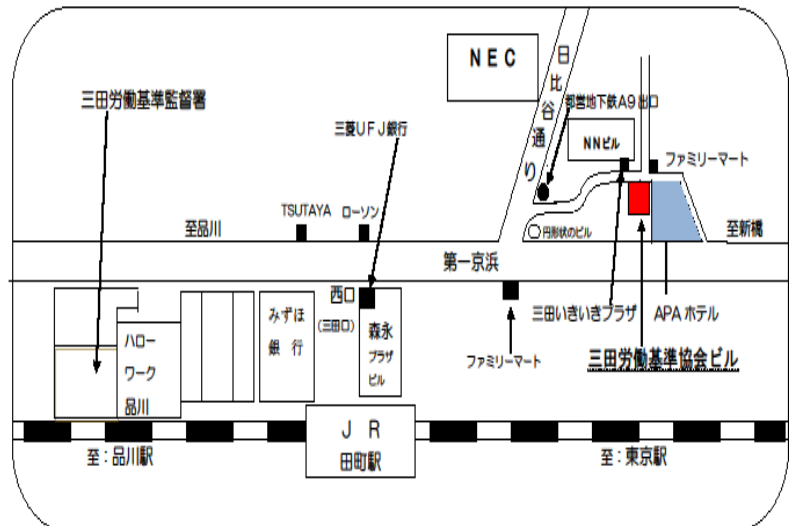 NEC
日比谷通り
三田労働基準監督署
都営地下鉄A9出口
三菱UFJ銀行
NNビル
ファミリーマート
TSUTAYA
ローソン
至品川
円形状のビル
至新橋
第一京浜
西口
(三田口)
みずほ
銀 行
森永
プラザ
ビル
三田いきいきプラザ
APAホテル
ハロー
ワーク
品川
ファミリーマート
三田労働基準協会ビル
JR
田町駅
至:品川駅
至:東京駅